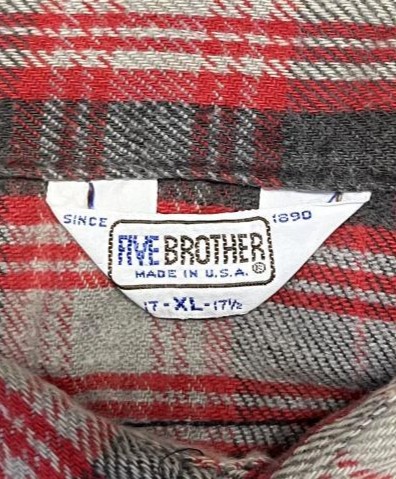 SINCE 1890
FIVE BROTHER
MADE IN U.S.A. ®
17-XL-17½